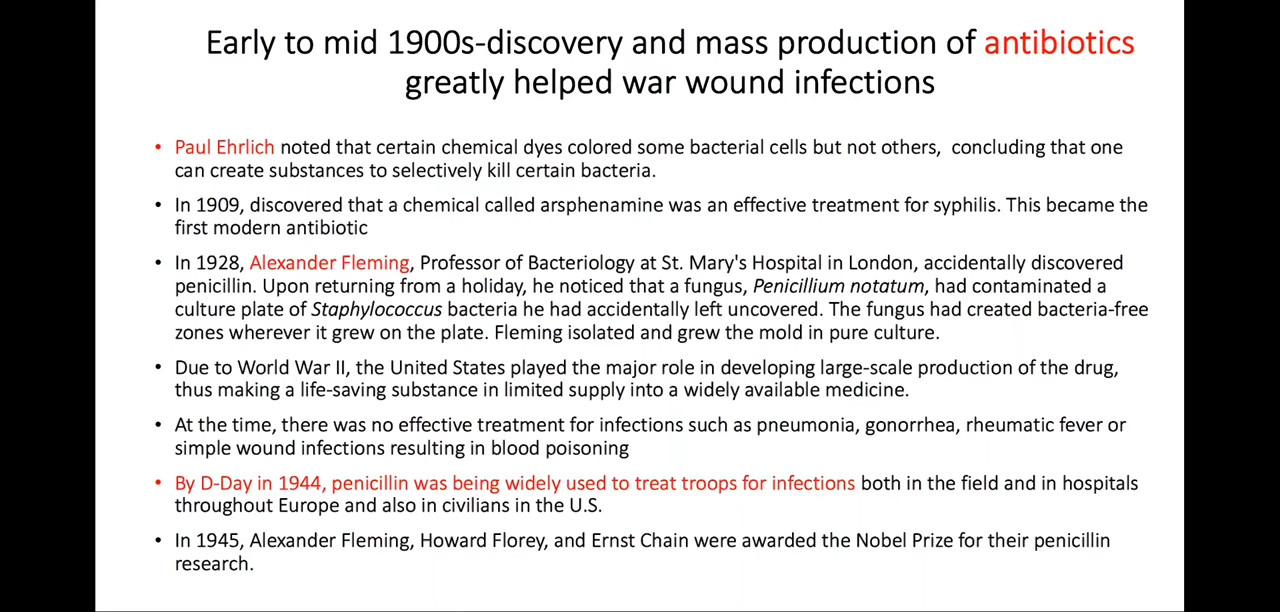 Early to mid 1900s-discovery and mass production of antibiotics
greatly helped war wound infections
• Paul Ehrlich noted that certain chemical dyes colored some bacterial cells but not others,  concluding that one
can create substances to selectively kill certain bacteria.
• In 1909, discovered that a chemical called arsphenamine was an effective treatment for syphilis. This became the
first modern antibiotic
• In 1928, Alexander Fleming, Professor of Bacteriology at St. Mary's Hospital in London, accidentally discovered
penicillin. Upon returning from a holiday, he noticed that a fungus, Penicillium notatum, had contaminated a
culture plate of Staphylococcus bacteria he had accidentally left uncovered. The fungus had created bacteria-free
zones wherever it grew on the plate. Fleming isolated and grew the mold in pure culture.
• Due to World War II, the United States played the major role in developing large-scale production of the drug,
thus making a life-saving substance in limited supply into a widely available medicine.
• At the time, there was no effective treatment for infections such as pneumonia, gonorrhea, rheumatic fever or
simple wound infections resulting in blood poisoning
• By D-Day in 1944, penicillin was being widely used to treat troops for infections both in the field and in hospitals
throughout Europe and also in civilians in the U.S.
• In 1945, Alexander Fleming, Howard Florey, and Ernst Chain were awarded the Nobel Prize for their penicillin
research.